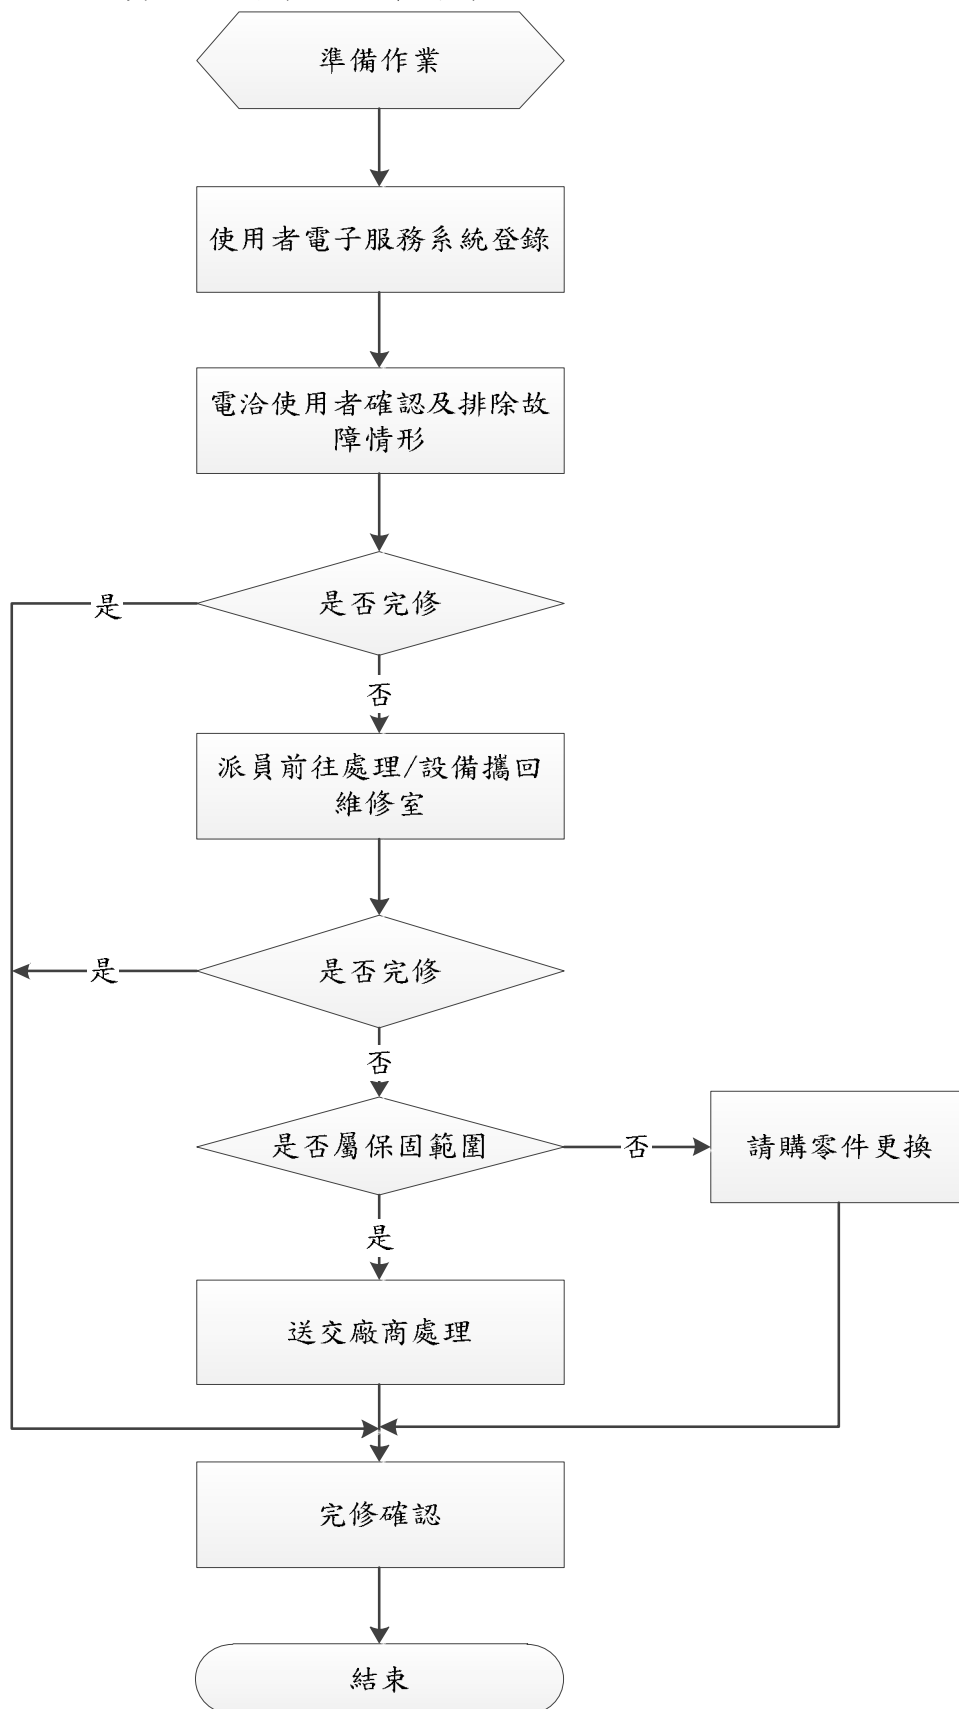 準備作業
使用者電子服務系統登錄
電洽使用者確認及排除故
障情形
是否完修
是
否
派員前往處理/設備攜回
維修室
是否完修
是
否
是否屬保固範圍
否
請購零件更換
是
送交廠商處理
完修確認
結束